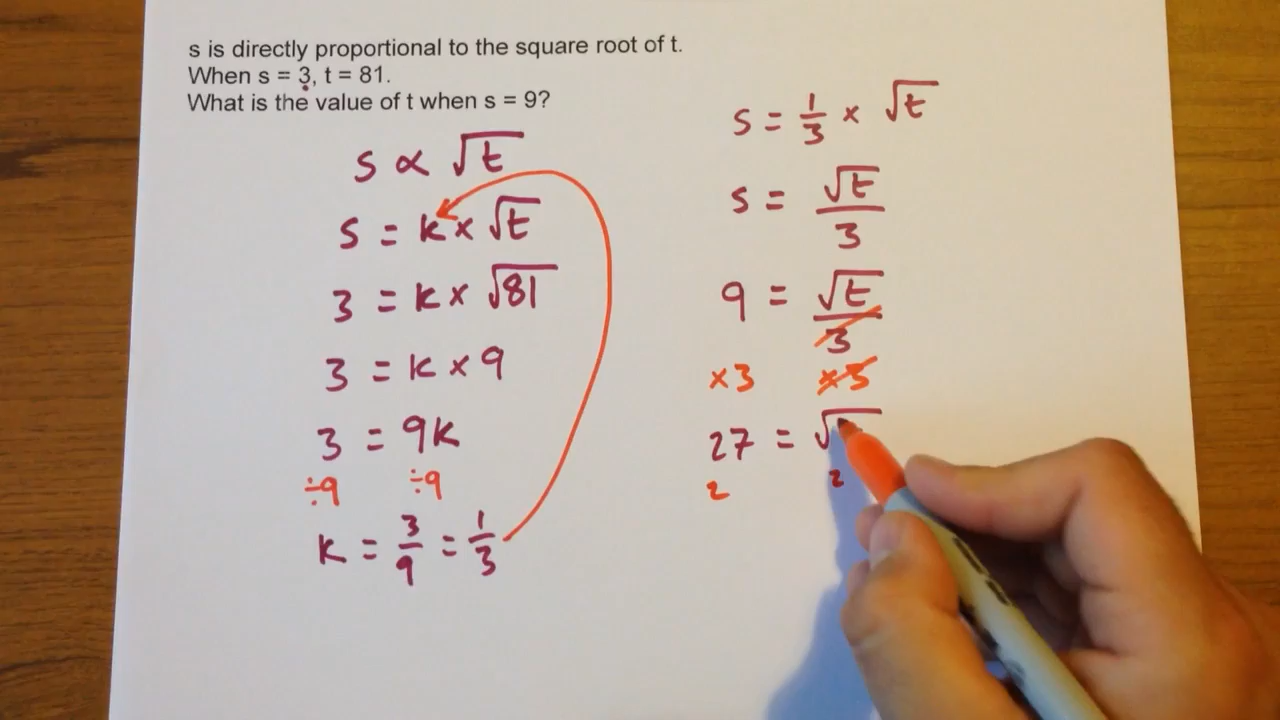 s is directly proportional to the square root of t.
When s = 3, t = 81.
What is the value of t when s = 9?
s ∝ √t
s = k × √t
3 = k × √81
3 = k × 9
3 = 9k
÷9 ÷9
k = 3/9 = 1/3
s = 1/3 × √t
s = √t/3
9 = √t/3
×3 ×3
27 = √
2 2